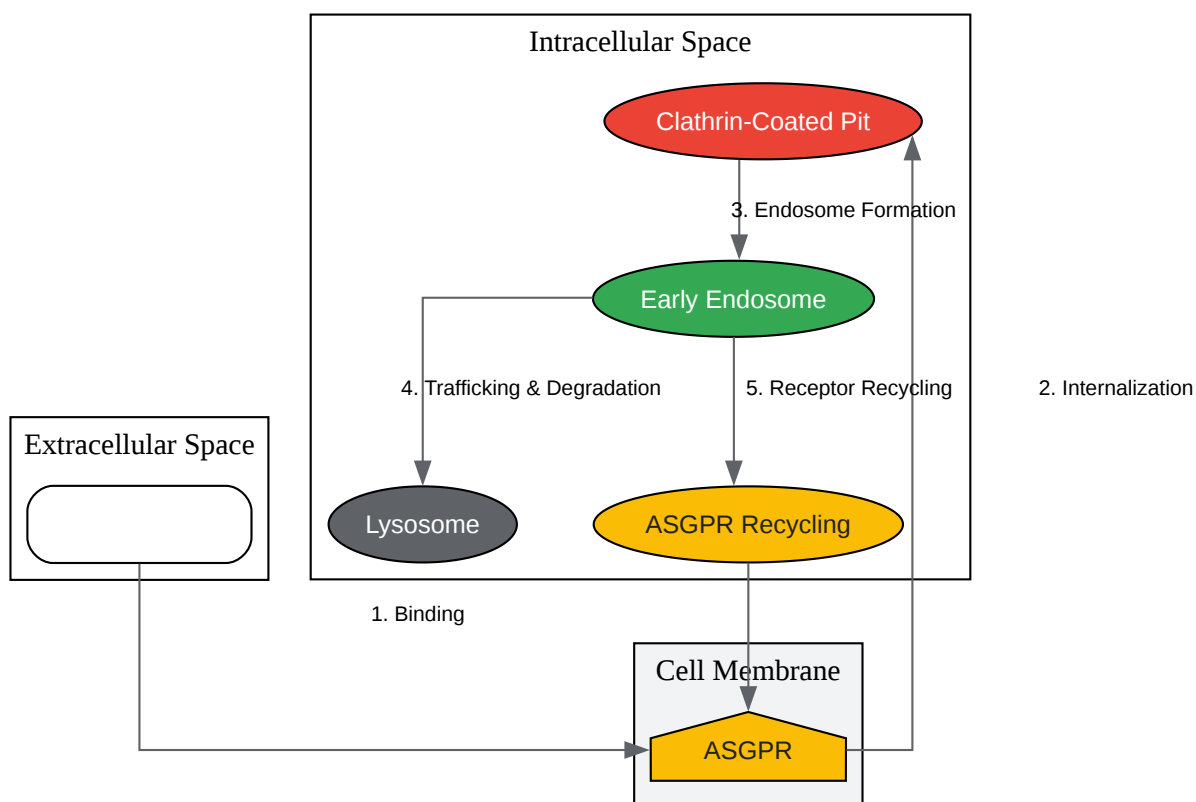 Intracellular Space
Clathrin-Coated Pit
3. Endosome Formation
Early Endosome
4. Trafficking & Degradation
5. Receptor Recycling
2. Internalization
Extracellular Space
Lysosome
ASGPR Recycling
1. Binding
Cell Membrane
ASGPR